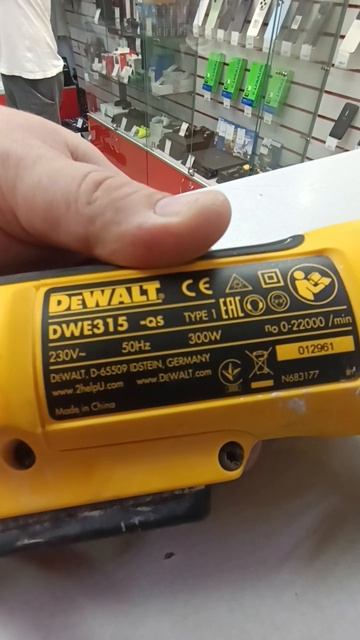 DEWALT®
DWE315 -QS TYPE 1 EAC
230V~ 50Hz 300W n₀ 0-22000 /min
DEWALT, D-65509 IDSTEIN, GERMANY
www.2helpU.com www.DEWALT.com
012961
Made in China
N683177